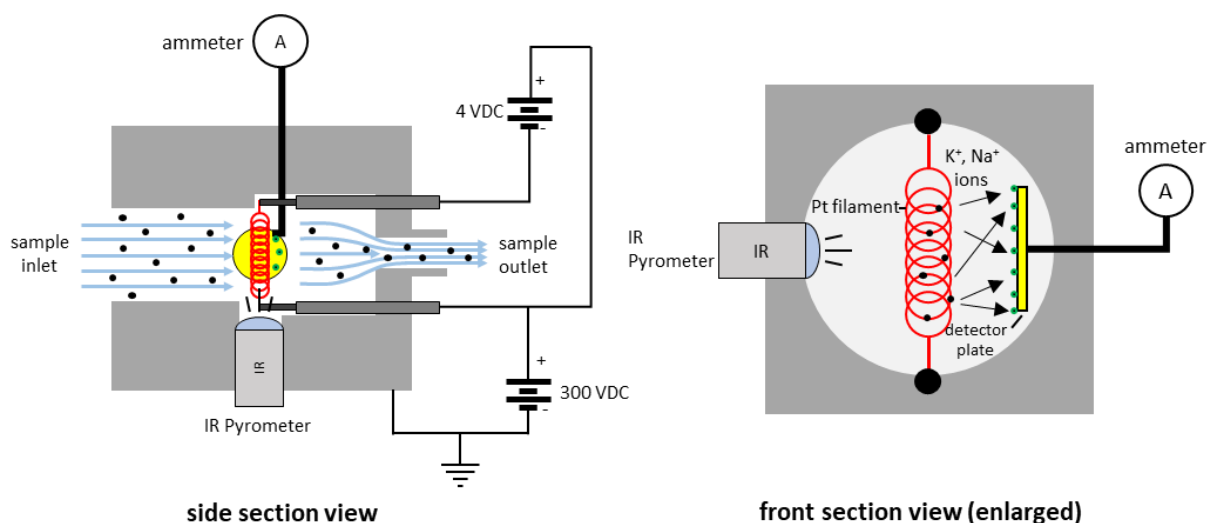 ammeter
A
+
4 VDC
-
sample
inlet
sample
outlet
+
300 VDC
-
IR
IR Pyrometer
side section view
K⁺, Na⁺
ions
ammeter
A
Pt filament
IR
Pyrometer
IR
detector
plate
front section view (enlarged)